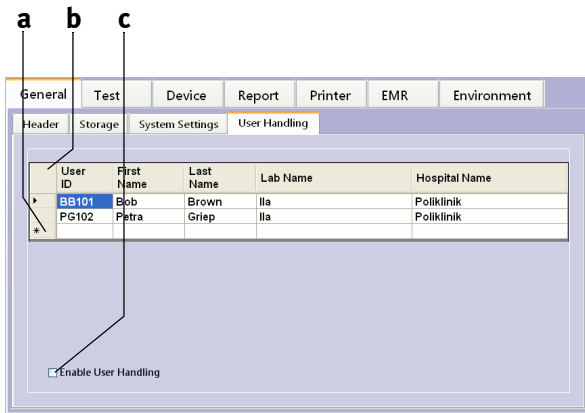 a b c
General Test Device Report Printer EMR Environment
Header Storage System Settings User Handling
User ID First Name Last Name Lab Name Hospital Name
BB101 Bob Brown lla Poliklinik
PG102 Petra Griep lla Poliklinik
*
Enable User Handling